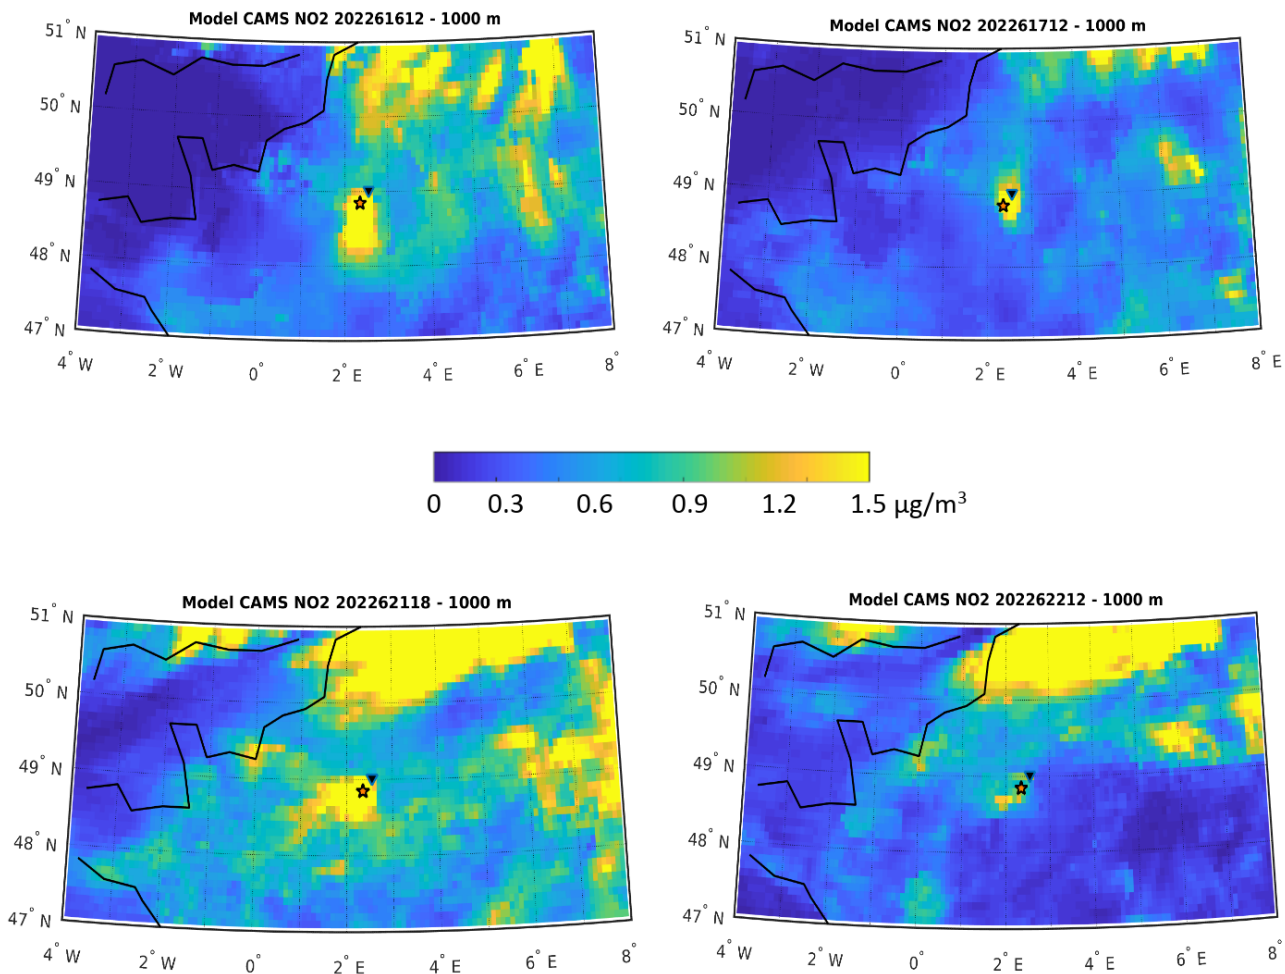 Model CAMS NO2 202261612 - 1000 m
51° N
50° N
49° N
48° N
47° N
4° W
2° W
0°
2° E
4° E
6° E
8°
Model CAMS NO2 202261712 - 1000 m
51° N
50° N
49° N
48° N
47° N
4° W
2° W
0°
2° E
4° E
6° E
8° E
0 0.3 0.6 0.9 1.2 1.5 µg/m³
Model CAMS NO2 202262118 - 1000 m
51° N
50° N
49° N
48° N
47° N
4° W
2° W
0°
2° E
4° E
6° E
8°
Model CAMS NO2 202262212 - 1000 m
51° N
50° N
49° N
48° N
47° N
4° W
2° W
0°
2° E
4° E
6° E
8°